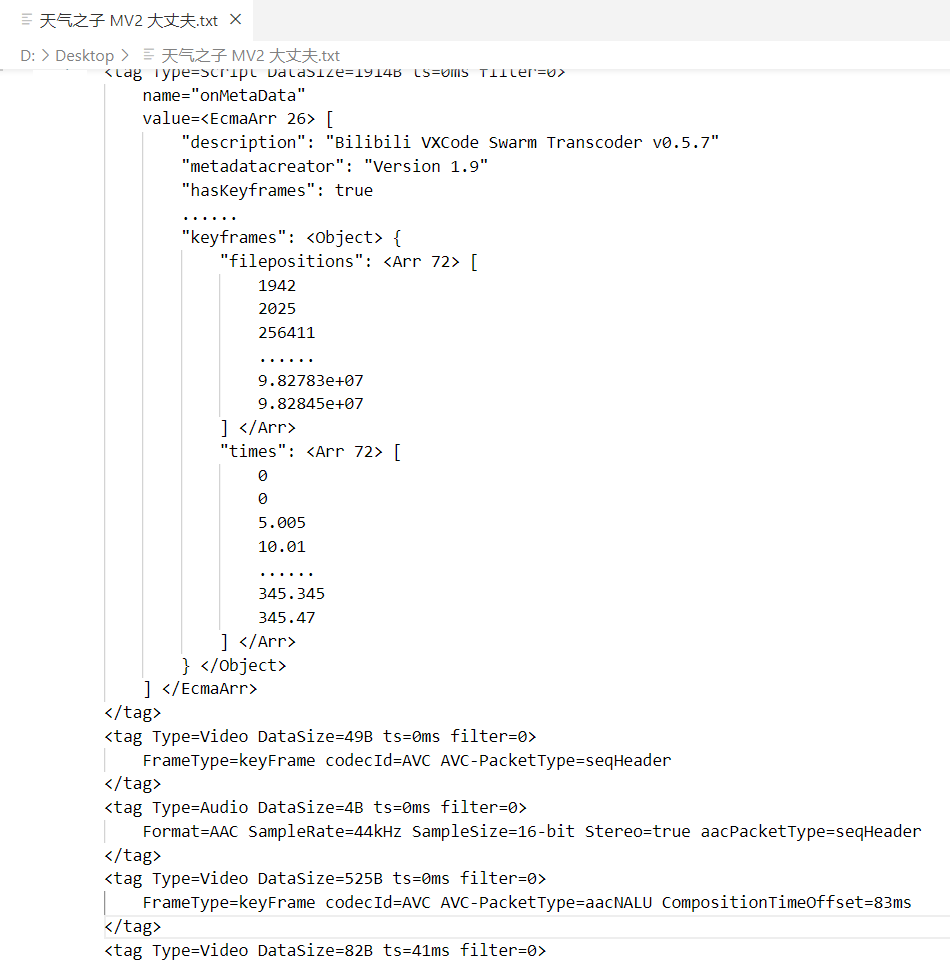 天气之子 MV2 大丈夫.txt
D: > Desktop > 天气之子 MV2 大丈夫.txt
<tag Type=Script DataSize=1914B ts=0ms filter=0>
name="onMetaData"
value=<EcmaArr 26> [
"description": "Bilibili VXCode Swarm Transcoder v0.5.7"
"metadatacreator": "Version 1.9"
"hasKeyframes": true
......
"keyframes": <Object> {
"filepositions": <Arr 72> [
1942
2025
256411
......
9.82783e+07
9.82845e+07
] </Arr>
"times": <Arr 72> [
0
0
5.005
10.01
......
345.345
345.47
] </Arr>
} </Object>
] </EcmaArr>
</tag>
<tag Type=Video DataSize=49B ts=0ms filter=0>
FrameType=keyFrame codecId=AVC AVC-PacketType=seqHeader
</tag>
<tag Type=Audio DataSize=4B ts=0ms filter=0>
Format=AAC SampleRate=44kHz SampleSize=16-bit Stereo=true aacPacketType=seqHeader
</tag>
<tag Type=Video DataSize=525B ts=0ms filter=0>
FrameType=keyFrame codecId=AVC AVC-PacketType=aacNALU CompositionTimeOffset=83ms
</tag>
<tag Type=Video DataSize=82B ts=41ms filter=0>